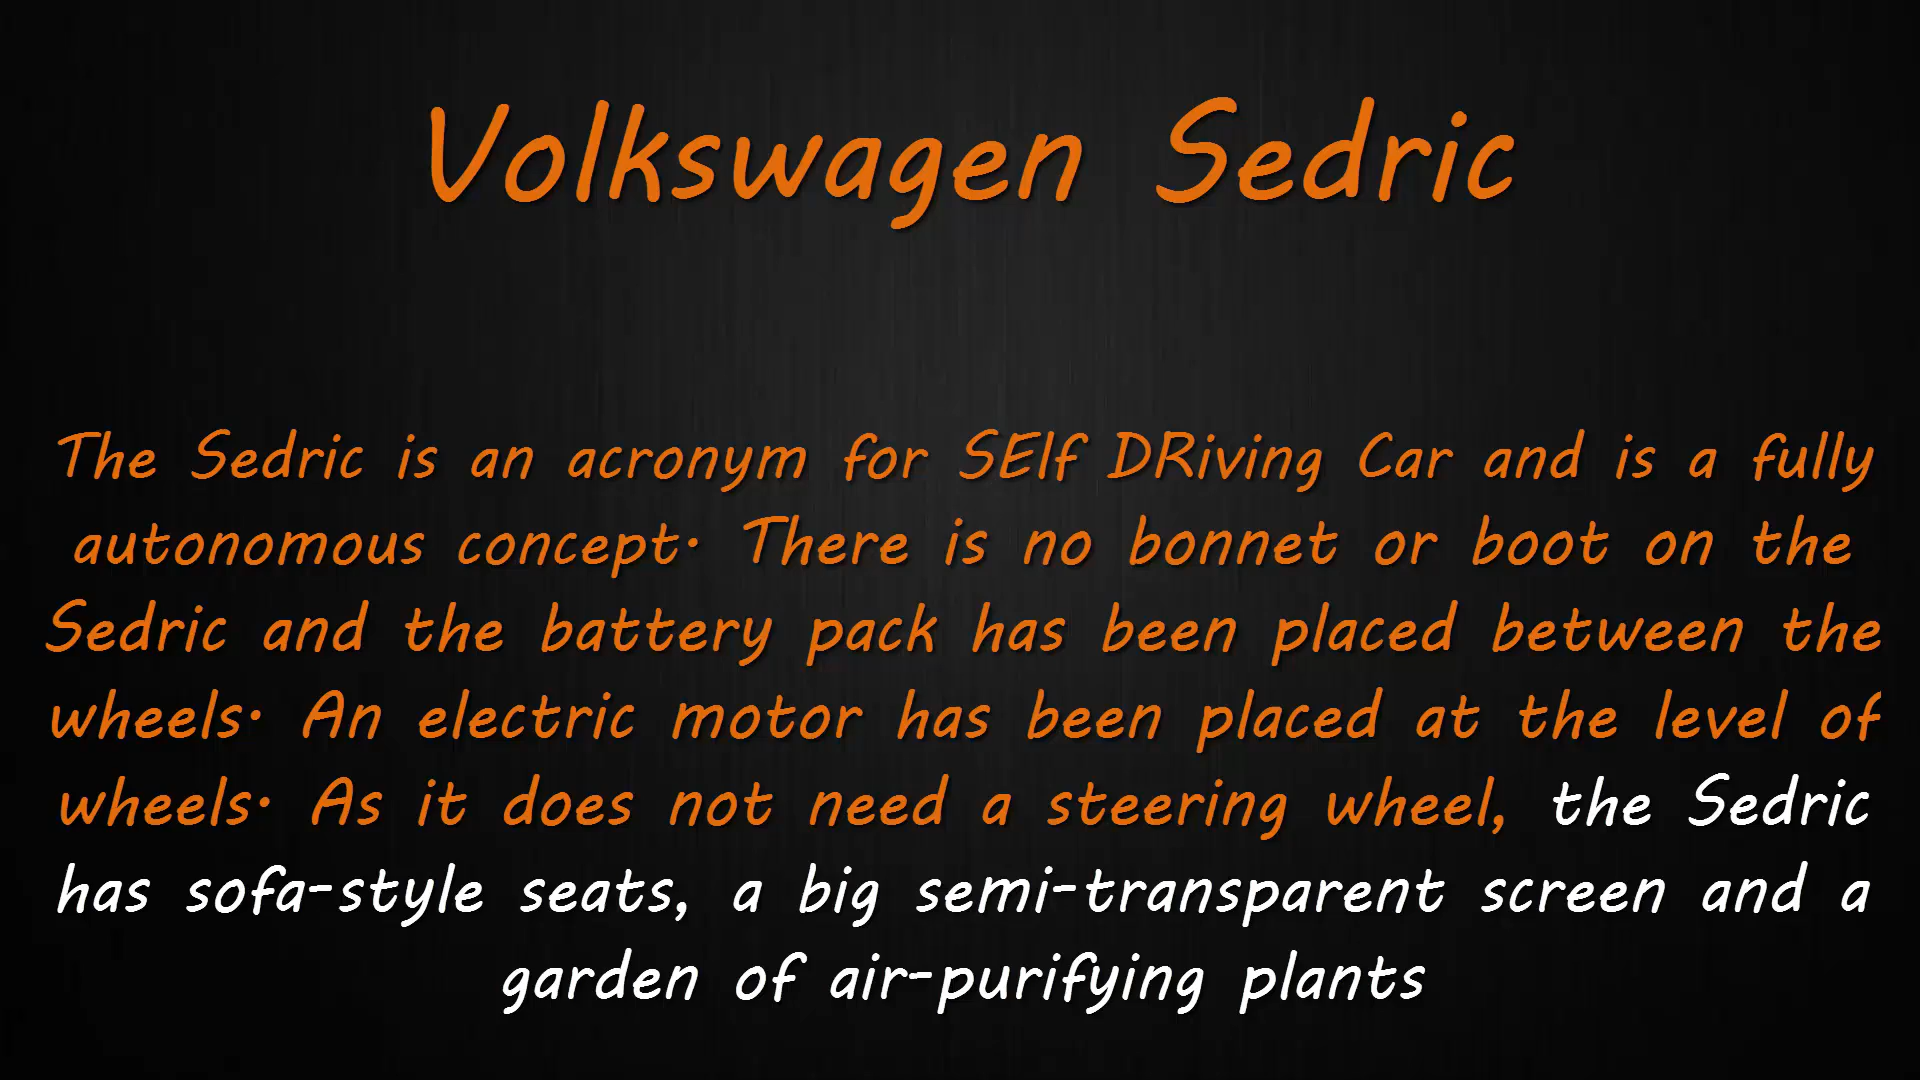 Volkswagen Sedric
The Sedric is an acronym for SElf DRiving Car and is a fully
autonomous concept. There is no bonnet or boot on the
Sedric and the battery pack has been placed between the
wheels. An electric motor has been placed at the level of
wheels. As it does not need a steering wheel, the Sedric
has sofa-style seats, a big semi-transparent screen and a
garden of air-purifying plants